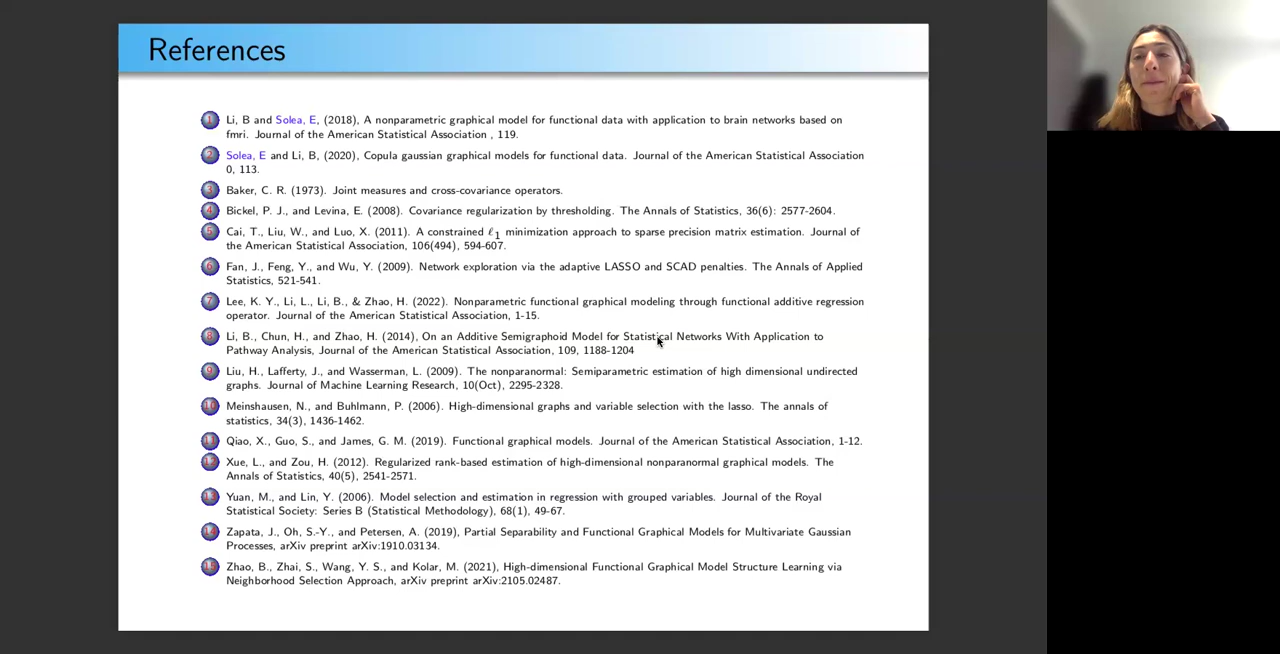 References
1 Li, B and Solea, E, (2018), A nonparametric graphical model for functional data with application to brain networks based on
fmri. Journal of the American Statistical Association , 119.
2 Solea, E and Li, B, (2020), Copula gaussian graphical models for functional data. Journal of the American Statistical Association
0, 113.
3 Baker, C. R. (1973). Joint measures and cross-covariance operators.
4 Bickel, P. J., and Levina, E. (2008). Covariance regularization by thresholding. The Annals of Statistics, 36(6): 2577-2604.
5 Cai, T., Liu, W., and Luo, X. (2011). A constrained ℓ1 minimization approach to sparse precision matrix estimation. Journal of
the American Statistical Association, 106(494), 594-607.
6 Fan, J., Feng, Y., and Wu, Y. (2009). Network exploration via the adaptive LASSO and SCAD penalties. The Annals of Applied
Statistics, 521-541.
7 Lee, K. Y., Li, L., Li, B., & Zhao, H. (2022). Nonparametric functional graphical modeling through functional additive regression
operator. Journal of the American Statistical Association, 1-15.
8 Li, B., Chun, H., and Zhao, H. (2014), On an Additive Semigraphoid Model for Statistical Networks With Application to
Pathway Analysis, Journal of the American Statistical Association, 109, 1188-1204
9 Liu, H., Lafferty, J., and Wasserman, L. (2009). The nonparanormal: Semiparametric estimation of high dimensional undirected
graphs. Journal of Machine Learning Research, 10(Oct), 2295-2328.
10 Meinshausen, N., and Buhlmann, P. (2006). High-dimensional graphs and variable selection with the lasso. The annals of
statistics, 34(3), 1436-1462.
11 Qiao, X., Guo, S., and James, G. M. (2019). Functional graphical models. Journal of the American Statistical Association, 1-12.
12 Xue, L., and Zou, H. (2012). Regularized rank-based estimation of high-dimensional nonparanormal graphical models. The
Annals of Statistics, 40(5), 2541-2571.
13 Yuan, M., and Lin, Y. (2006). Model selection and estimation in regression with grouped variables. Journal of the Royal
Statistical Society: Series B (Statistical Methodology), 68(1), 49-67.
14 Zapata, J., Oh, S.-Y., and Petersen, A. (2019), Partial Separability and Functional Graphical Models for Multivariate Gaussian
Processes, arXiv preprint arXiv:1910.03134.
15 Zhao, B., Zhai, S., Wang, Y. S., and Kolar, M. (2021), High-dimensional Functional Graphical Model Structure Learning via
Neighborhood Selection Approach, arXiv preprint arXiv:2105.02487.